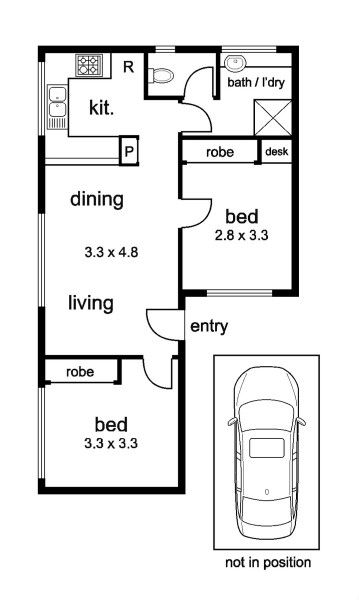 R
bath / l'dry
kit.
P
robe
desk
dining
bed
2.8 x 3.3
3.3 x 4.8
living
entry
robe
bed
3.3 x 3.3
not in position